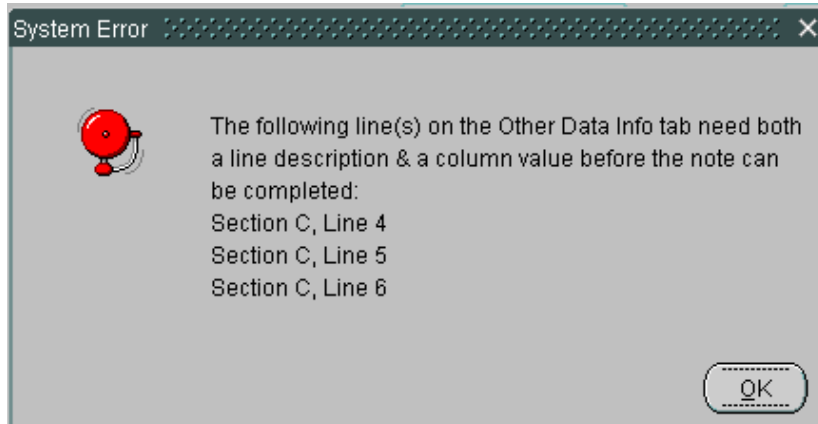 System Error
The following line(s) on the Other Data Info tab need both
a line description & a column value before the note can
be completed:
Section C, Line 4
Section C, Line 5
Section C, Line 6
OK